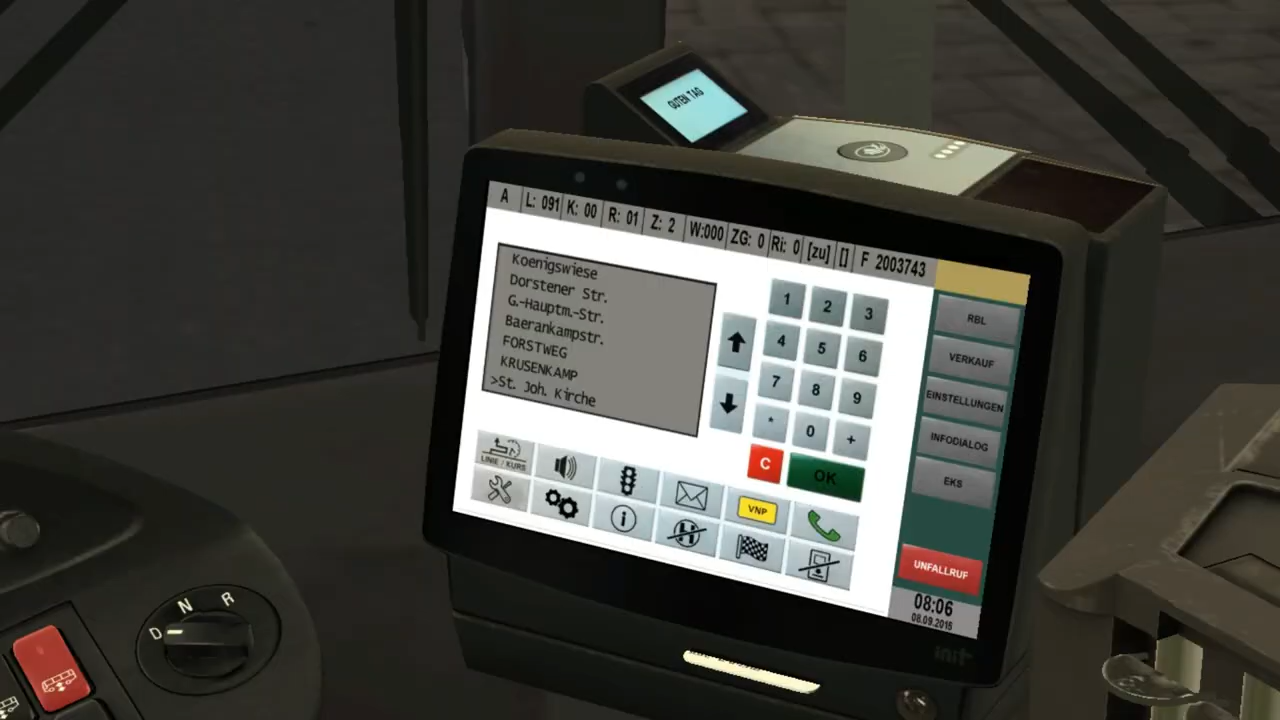 GUTEN TAG
A L: 091 K: 00 R: 01 Z: 2 W:000 ZG: 0 Ri: 0 [zu] [] F 2003743
Koenigswiese
Dorstener Str.
G.-Hauptm.-Str.
Baerankampstr.
FORSTWEG
KRUSENKAMP
>St. Joh. Kirche
1 2 3
4 5 6
7 8 9
* 0 +
C OK
RBL
VERKAUF
EINSTELLUNGEN
INFODIALOG
EKS
UNFALLRUF
08:06
08.09.2015
LINIE / KURS
VNP
i
H
init
D N R